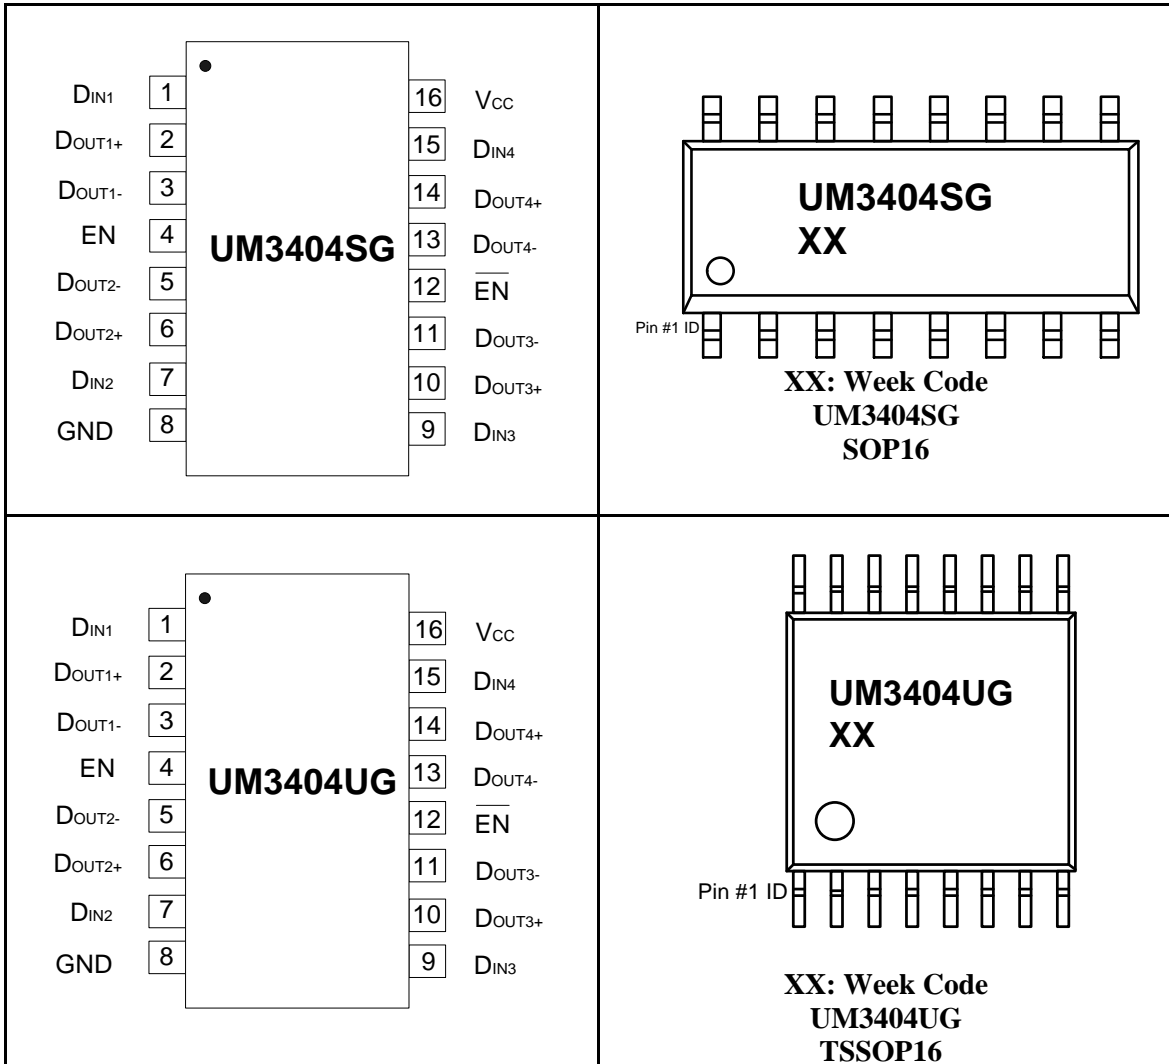 DIN1 1
DOUT1+ 2
DOUT1- 3
EN 4
DOUT2- 5
DOUT2+ 6
DIN2 7
GND 8
UM3404SG
16 VCC
15 DIN4
14 DOUT4+
13 DOUT4-
12 EN
11 DOUT3-
10 DOUT3+
9 DIN3
UM3404SG
XX
Pin #1 ID
XX: Week Code
UM3404SG
SOP16
DIN1 1
DOUT1+ 2
DOUT1- 3
EN 4
DOUT2- 5
DOUT2+ 6
DIN2 7
GND 8
UM3404UG
16 VCC
15 DIN4
14 DOUT4+
13 DOUT4-
12 EN
11 DOUT3-
10 DOUT3+
9 DIN3
UM3404UG
XX
Pin #1 ID
XX: Week Code
UM3404UG
TSSOP16